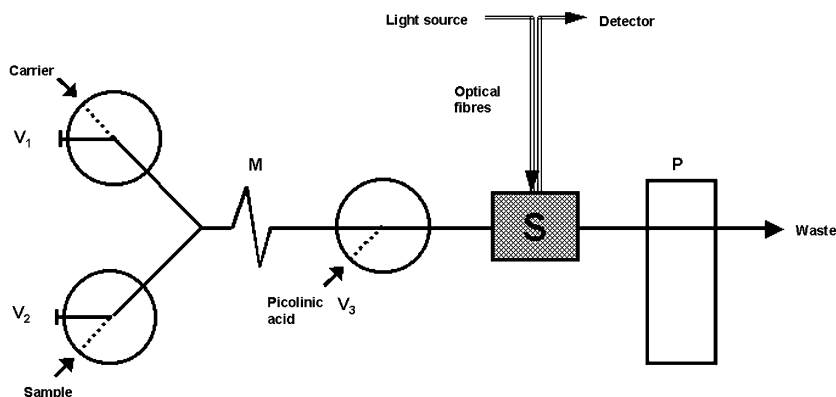 Light source
Detector
Carrier
Optical
fibres
V1
M
P
S
Waste
V2
Picolinic
acid
V3
Sample